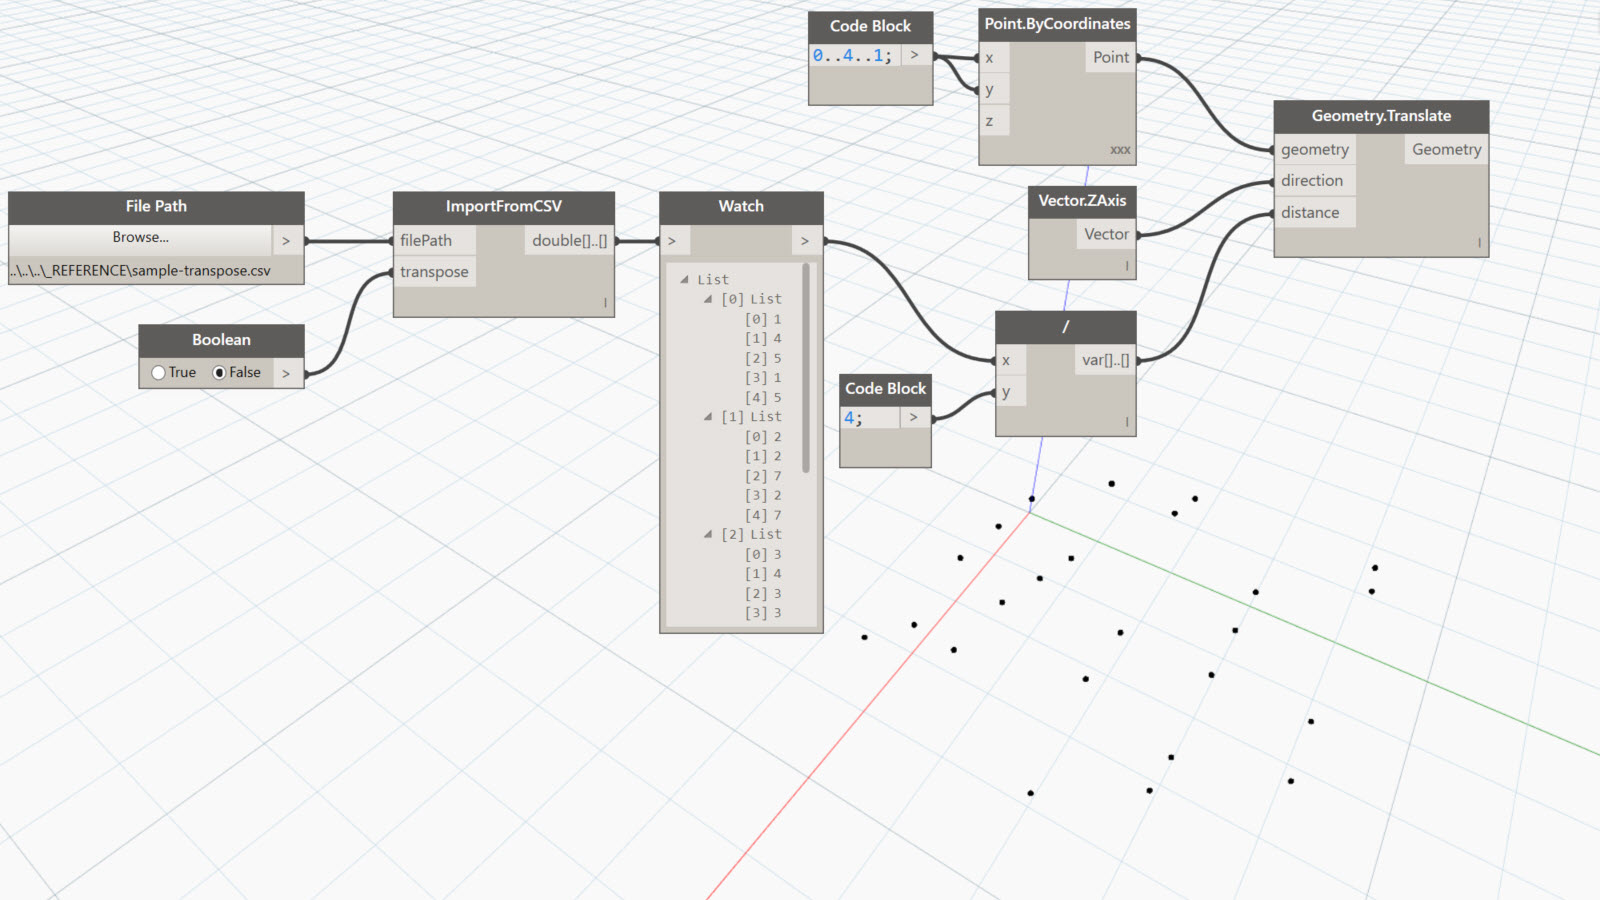 Code Block
0..4..1; >
Point.ByCoordinates
x Point
y
z
xxx
Geometry.Translate
geometry Geometry
direction
distance
l
File Path
Browse... >
..\..\..\_REFERENCE\sample-transpose.csv
Boolean
True False >
ImportFromCSV
filePath double[]..[]
transpose
l
Watch
> >
List
[0] List
[0] 1
[1] 4
[2] 5
[3] 1
[4] 5
[1] List
[0] 2
[1] 2
[2] 7
[3] 2
[4] 7
[2] List
[0] 3
[1] 4
[2] 3
[3] 3
Vector.ZAxis
Vector
l
/
x var[]..[]
y
l
Code Block
4; >